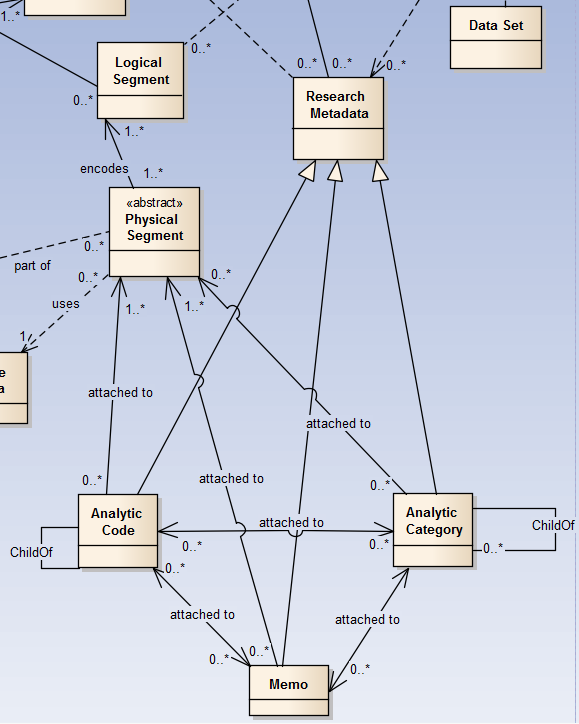 1..*
Logical
Segment
0..*
0..*
Data Set
0..*
0..*
0..*
Research
Metadata
1..*
encodes
1..*
«abstract»
Physical
Segment
0..*
part of
0..*
0..*
uses
1..*
1..*
1
e
a
attached to
attached to
attached to
0..*
0..*
Analytic
Code
attached to
Analytic
Category
ChildOf
0..*
0..*
0..*
ChildOf
0..*
attached to
attached to
0..*
0..*
0..*
Memo